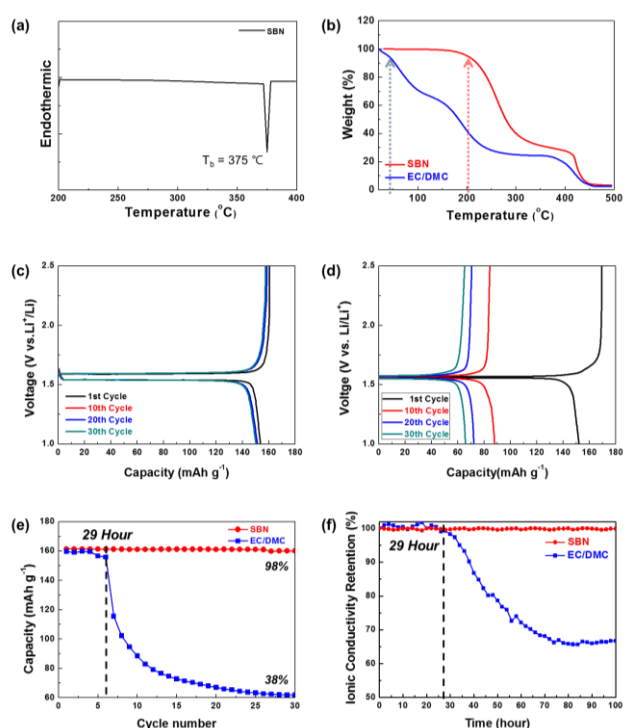 (a)
SBN
Endothermic
T_b = 375 ℃
200 250 300 350 400
Temperature (°C)
(b)
120
100
80
60
40
20
0
Weight (%)
SBN
EC/DMC
0 100 200 300 400 500
Temperature (°C)
(c)
2.5
2.0
1.5
1.0
Voltage (V vs.Li⁺/Li)
1st Cycle
10th Cycle
20th Cycle
30th Cycle
0 20 40 60 80 100 120 140 160 180
Capacity (mAh g⁻¹)
(d)
2.5
2.0
1.5
1.0
Voltge (V vs. Li/Li⁺)
1st Cycle
10th Cycle
20th Cycle
30th Cycle
0 20 40 60 80 100 120 140 160 180
Capacity(mAh g⁻¹)
(e)
180
160
140
120
100
80
60
Capacity (mAh g⁻¹)
29 Hour
SBN
EC/DMC
98%
38%
0 5 10 15 20 25 30
Cycle number
(f)
100
90
80
70
60
50
Ionic Conductivity Retention (%)
29 Hour
SBN
EC/DMC
0 10 20 30 40 50 60 70 80 90 100
Time (hour)